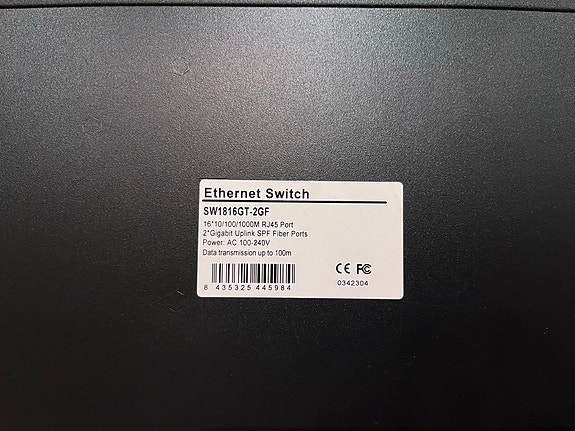 Ethernet Switch
SW1816GT-2GF
16*10/100/1000M RJ45 Port
2*Gigabit Uplink SPF Fiber Ports
Power: AC 100-240V
Data transmission up to 100m
CE FC
8 435325 445984
0342304